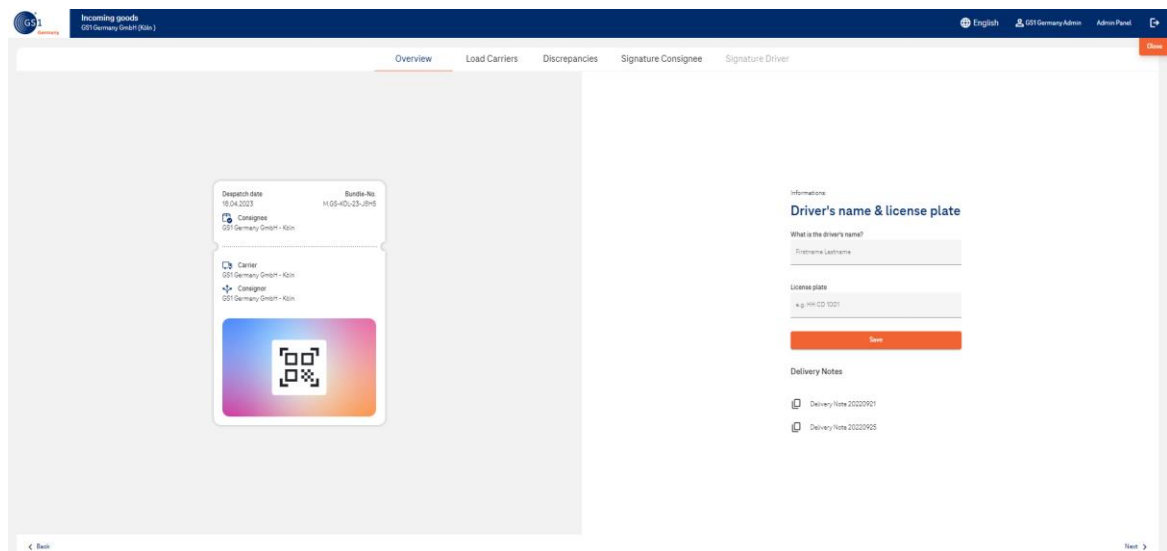 GS1
Germany
Incoming goods
GS1 Germany GmbH (Köln )
English
GS1 Germany Admin
Admin Panel
Close
Overview
Load Carriers
Discrepancies
Signature Consignee
Signature Driver
Despatch date
Bundle-No.
18.04.2023
Consignee
GS1 Germany GmbH - Köln
Carrier
GS1 Germany GmbH - Köln
Consignor
GS1 Germany GmbH - Köln
Informations
Driver's name & license plate
What is the driver's name?
Firstname Lastname
License plate
e.g. HH CD 1001
Save
Delivery Notes
Delivery Note 20220921
Delivery Note 20220925
Back
Next